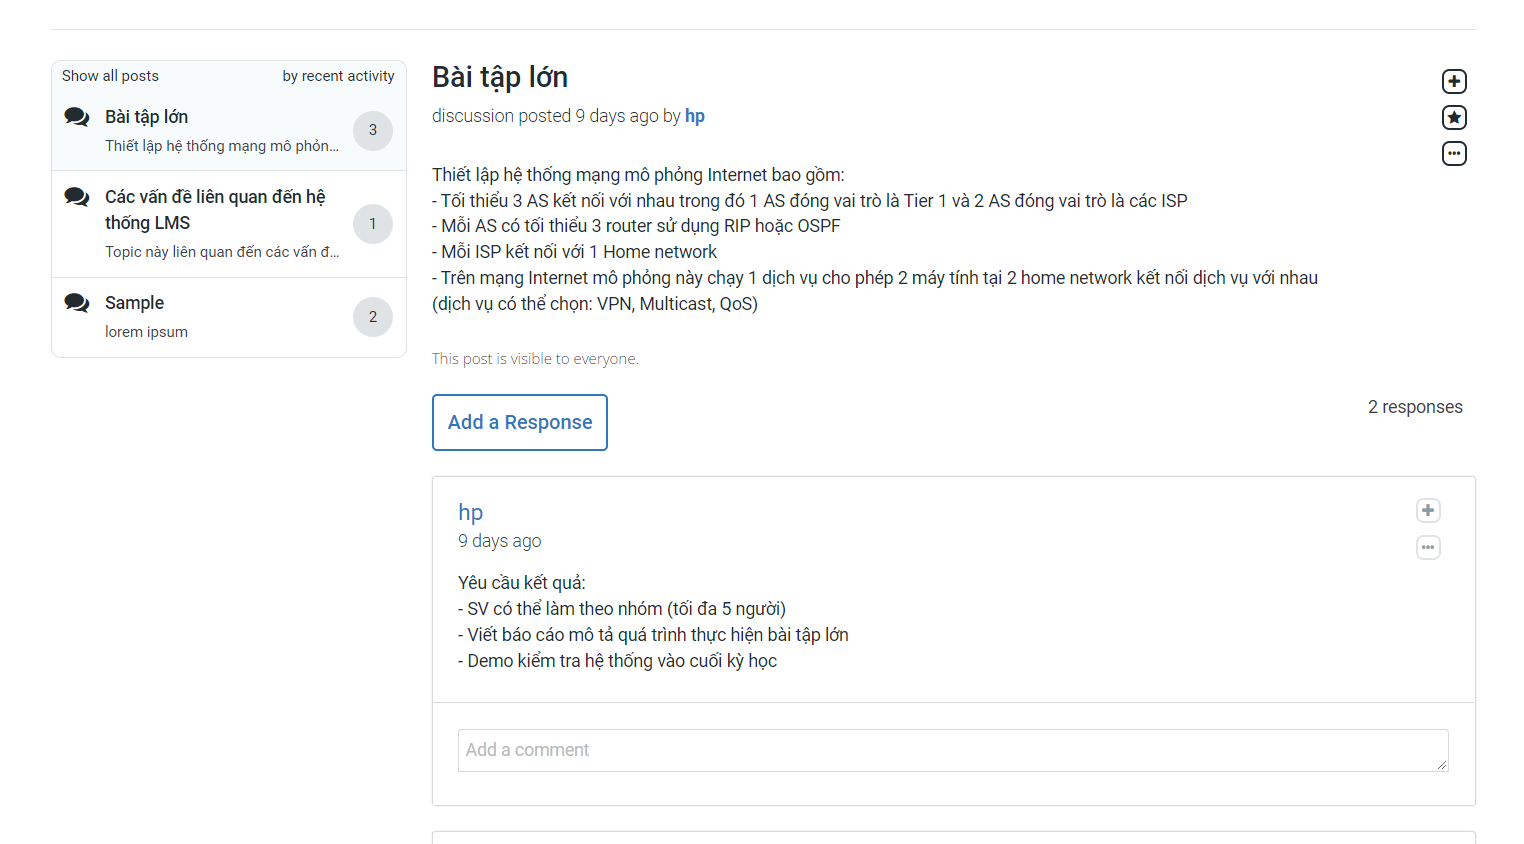 Show all posts by recent activity
Bài tập lớn
3
Thiết lập hệ thống mạng mô phỏn...
Các vấn đề liên quan đến hệ
thống LMS
1
Topic này liên quan đến các vấn đ...
Sample
2
lorem ipsum
Bài tập lớn
discussion posted 9 days ago by hp
Thiết lập hệ thống mạng mô phỏng Internet bao gồm:
- Tối thiểu 3 AS kết nối với nhau trong đó 1 AS đóng vai trò là Tier 1 và 2 AS đóng vai trò là các ISP
- Mỗi AS có tối thiểu 3 router sử dụng RIP hoặc OSPF
- Mỗi ISP kết nối với 1 Home network
- Trên mạng Internet mô phỏng này chạy 1 dịch vụ cho phép 2 máy tính tại 2 home network kết nối dịch vụ với nhau
(dịch vụ có thể chọn: VPN, Multicast, QoS)
This post is visible to everyone.
Add a Response
2 responses
hp
9 days ago
Yêu cầu kết quả:
- SV có thể làm theo nhóm (tối đa 5 người)
- Viết báo cáo mô tả quá trình thực hiện bài tập lớn
- Demo kiểm tra hệ thống vào cuối kỳ học
Add a comment